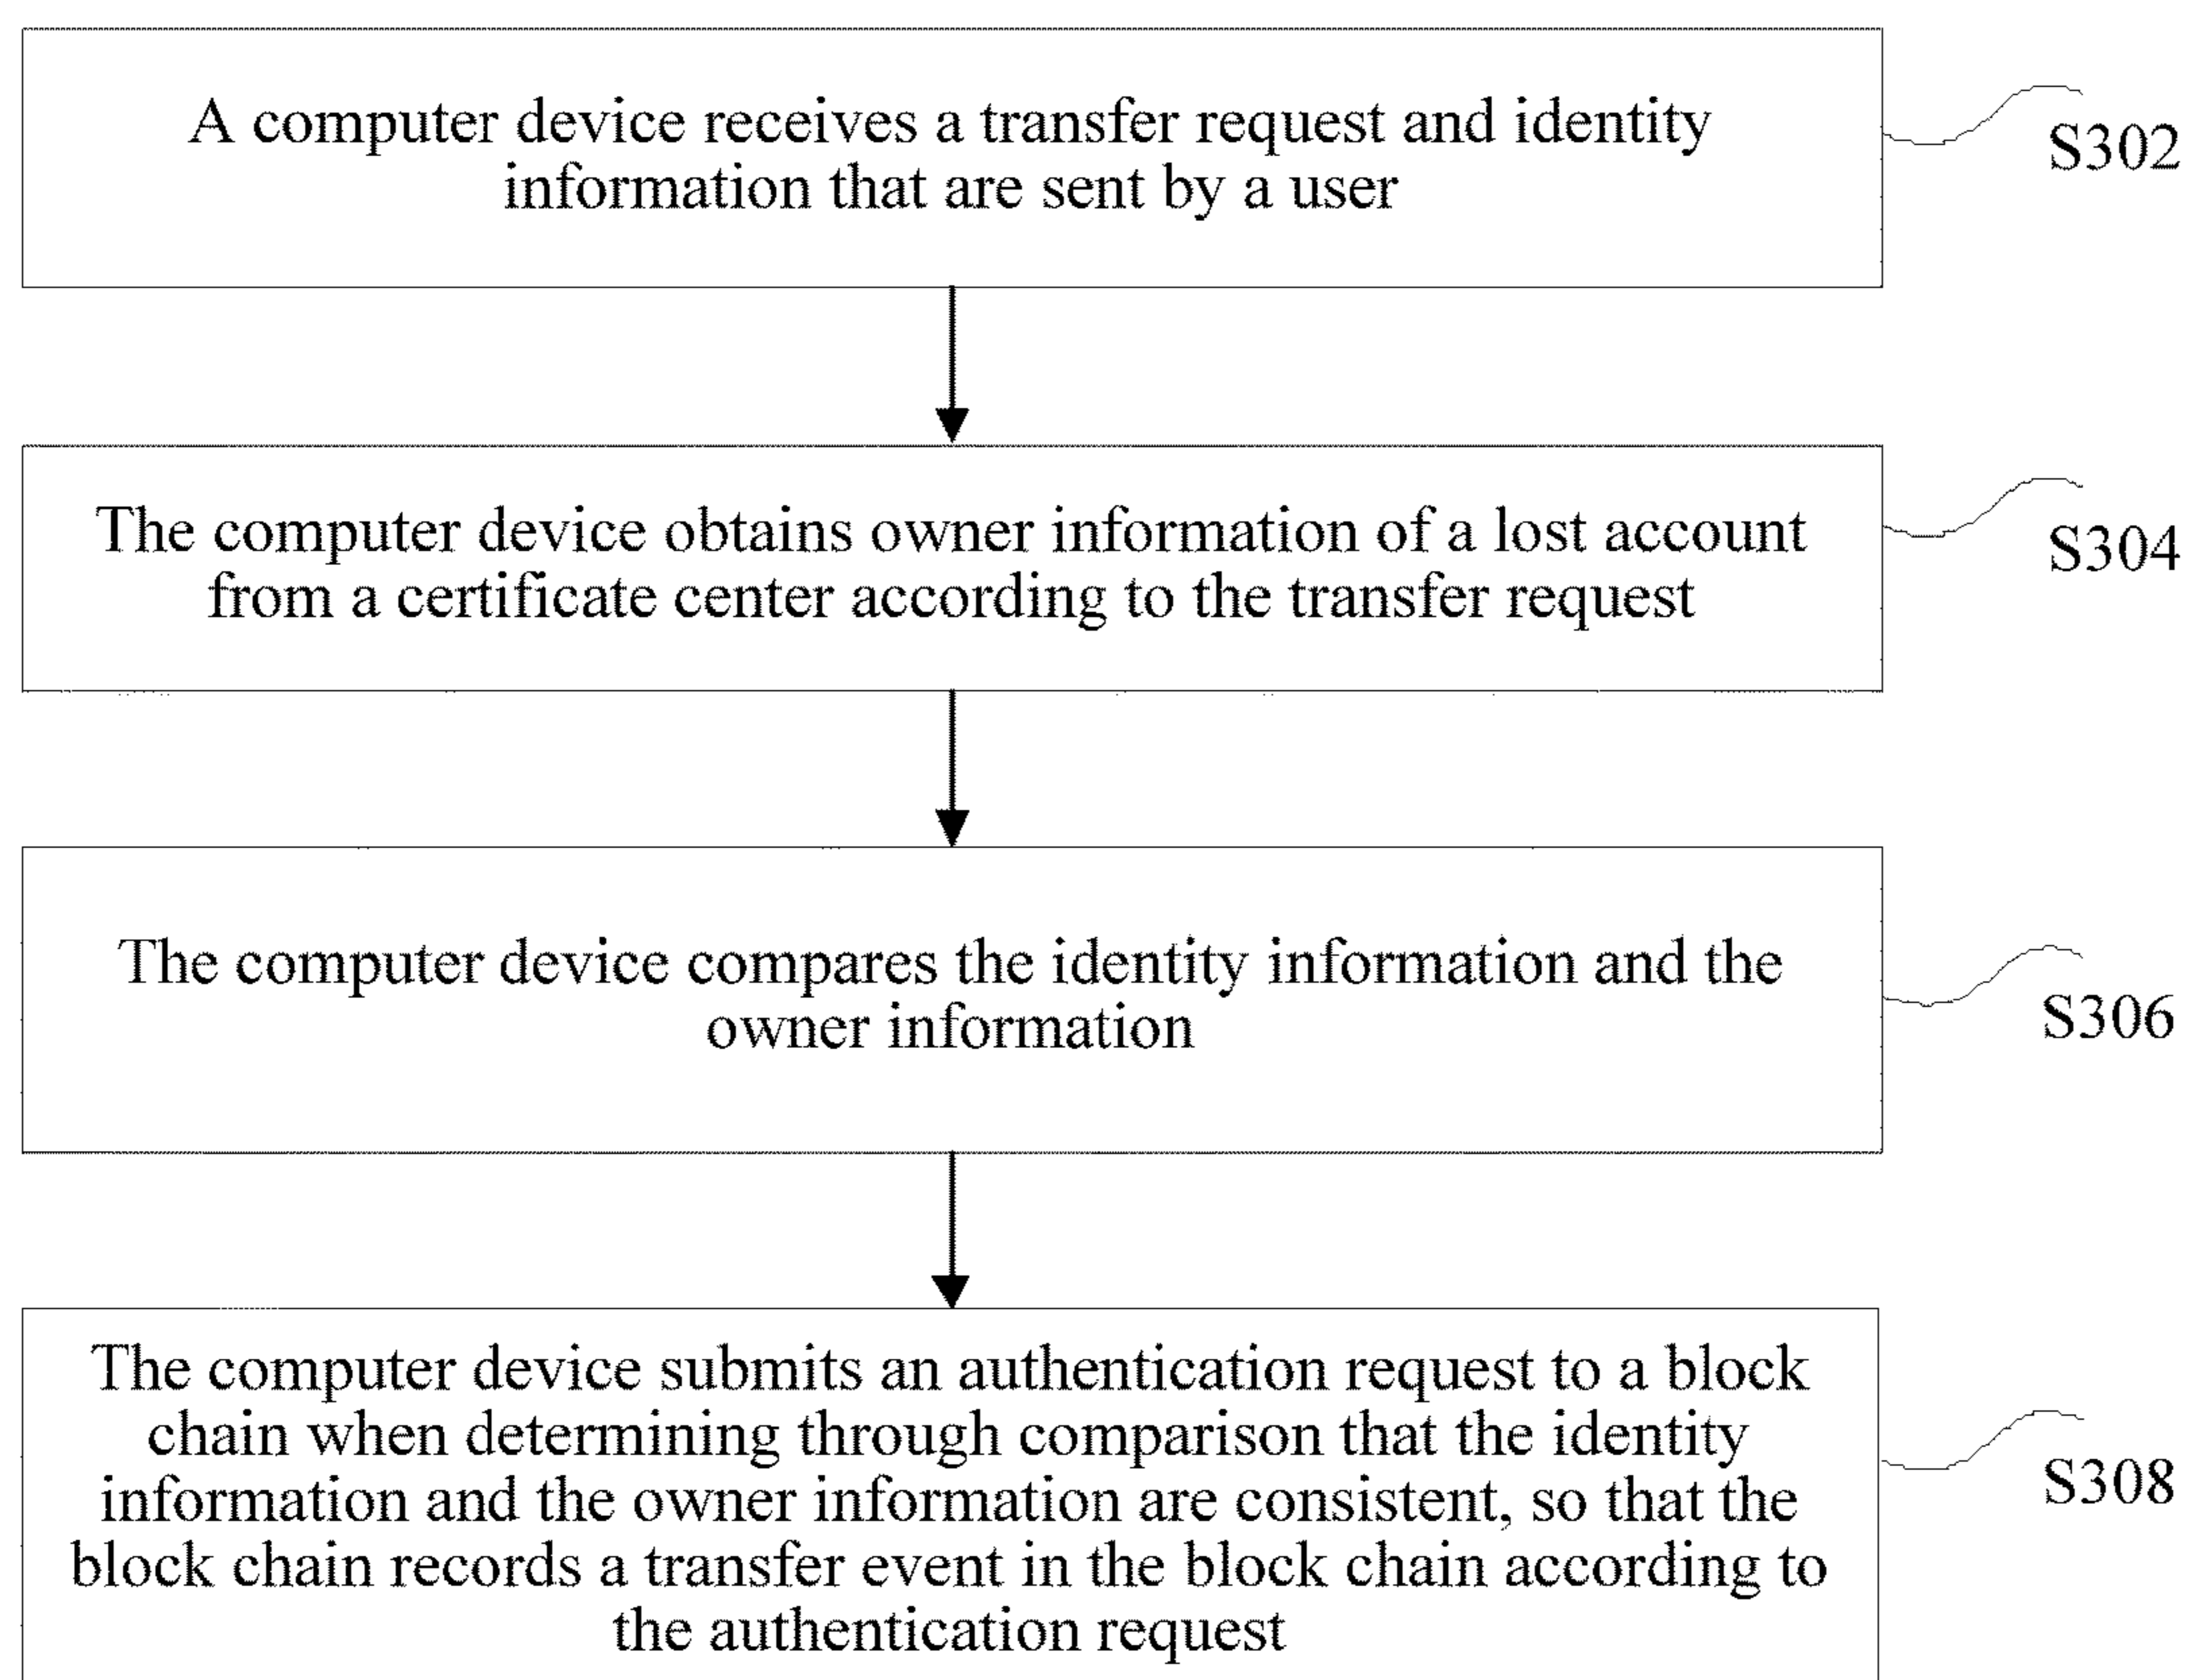 A computer device receives a transfer request and identity
information that are sent by a user
S302
The computer device obtains owner information of a lost account
from a certificate center according to the transfer request
S304
The computer device compares the identity information and the
owner information
S306
The computer device submits an authentication request to a block
chain when determining through comparison that the identity
information and the owner information are consistent, so that the
block chain records a transfer event in the block chain according to
the authentication request
S308